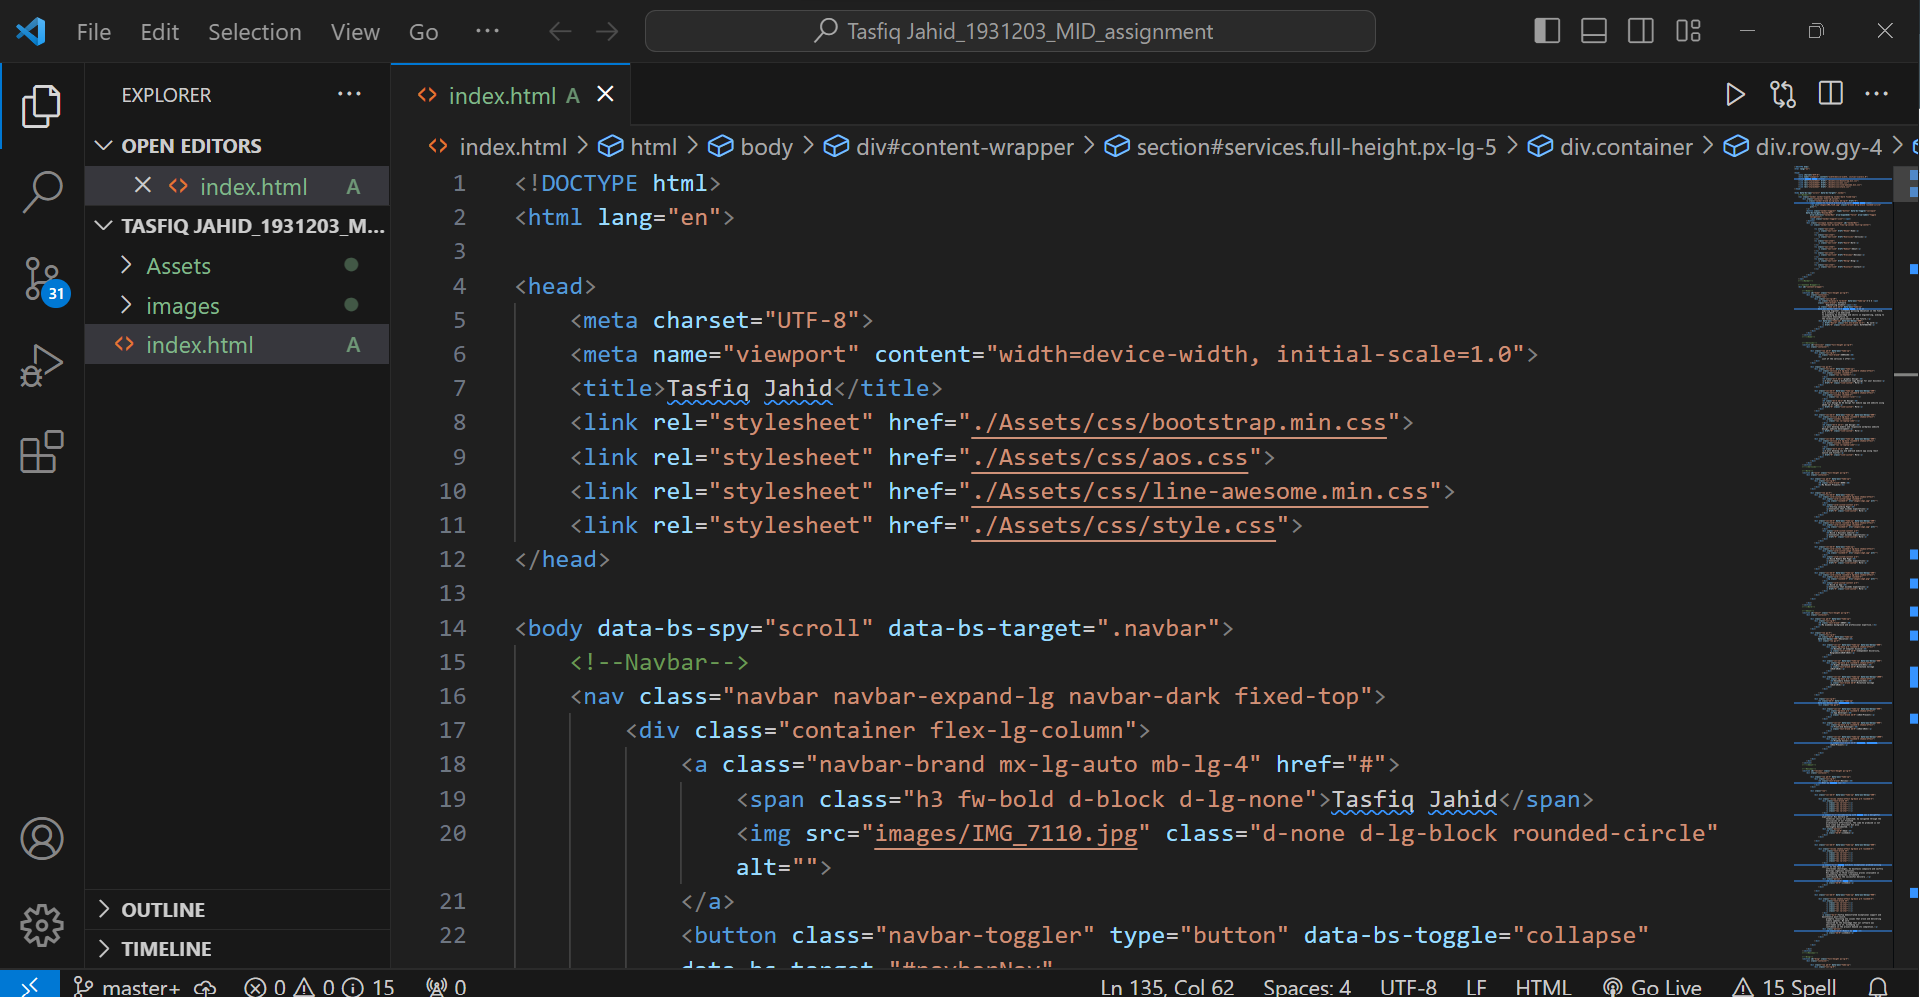 File Edit Selection View Go ··· Tasfiq Jahid_1931203_MID_assignment
EXPLORER ···
OPEN EDITORS
index.html A
TASFIQ JAHID_1931203_M...
Assets
images
index.html A
31
OUTLINE
TIMELINE
index.html A
index.html > html > body > div#content-wrapper > section#services.full-height.px-lg-5 > div.container > div.row.gy-4 >
1 <!DOCTYPE html>
2 <html lang="en">
3
4 <head>
5 <meta charset="UTF-8">
6 <meta name="viewport" content="width=device-width, initial-scale=1.0">
7 <title>Tasfiq Jahid</title>
8 <link rel="stylesheet" href="./Assets/css/bootstrap.min.css">
9 <link rel="stylesheet" href="./Assets/css/aos.css">
10 <link rel="stylesheet" href="./Assets/css/line-awesome.min.css">
11 <link rel="stylesheet" href="./Assets/css/style.css">
12 </head>
13
14 <body data-bs-spy="scroll" data-bs-target=".navbar">
15 <!--Navbar-->
16 <nav class="navbar navbar-expand-lg navbar-dark fixed-top">
17 <div class="container flex-lg-column">
18 <a class="navbar-brand mx-lg-auto mb-lg-4" href="#">
19 <span class="h3 fw-bold d-block d-lg-none">Tasfiq Jahid</span>
20 <img src="images/IMG_7110.jpg" class="d-none d-lg-block rounded-circle"
alt="">
21 </a>
22 <button class="navbar-toggler" type="button" data-bs-toggle="collapse"
data-bs-target="#navbarNav"
master+ 0 0 15 0 Ln 135, Col 62 Spaces: 4 UTF-8 LF HTML Go Live 15 Spell